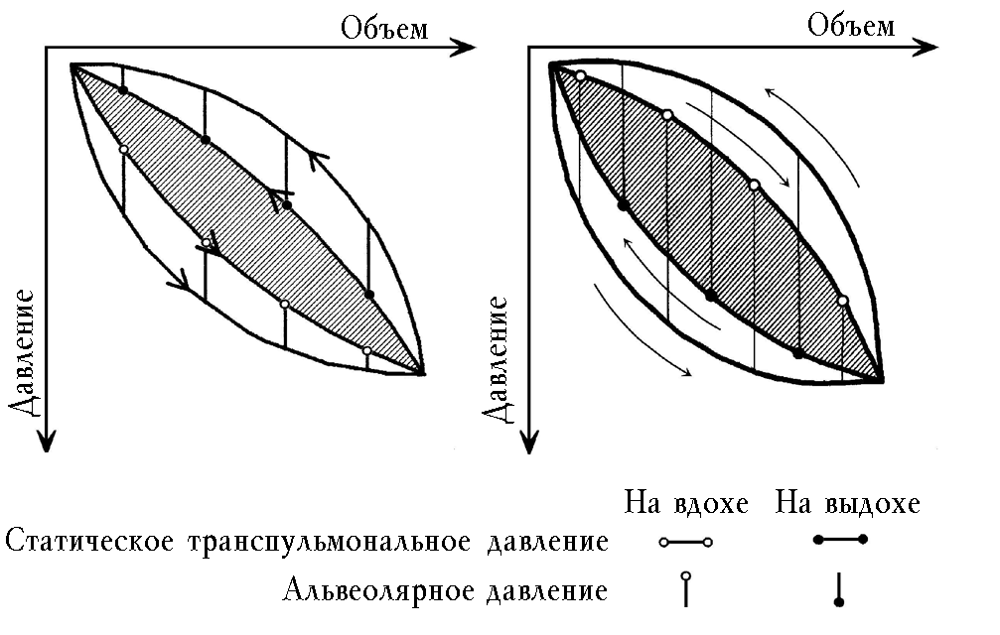 Объем
Объем
Давление
Давление
На вдохе На выдохе
Статическое транспульмональное давление
Альвеолярное давление